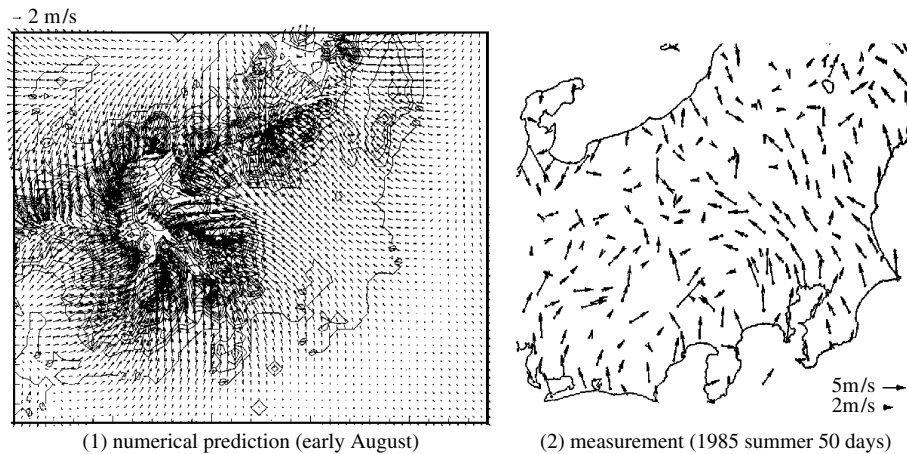 – 2 m/s
5m/s
2m/s
(1) numerical prediction (early August)
(2) measurement (1985 summer 50 days)